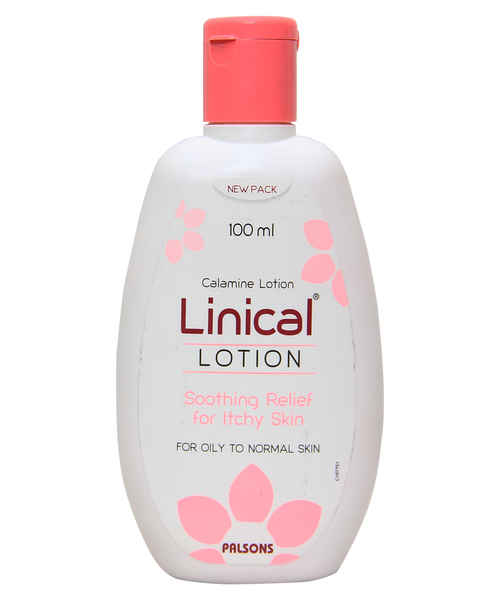 NEW PACK
100 ml
Calamine Lotion
Linical®
LOTION
Soothing Relief
for Itchy Skin
FOR OILY TO NORMAL SKIN
PALSONS